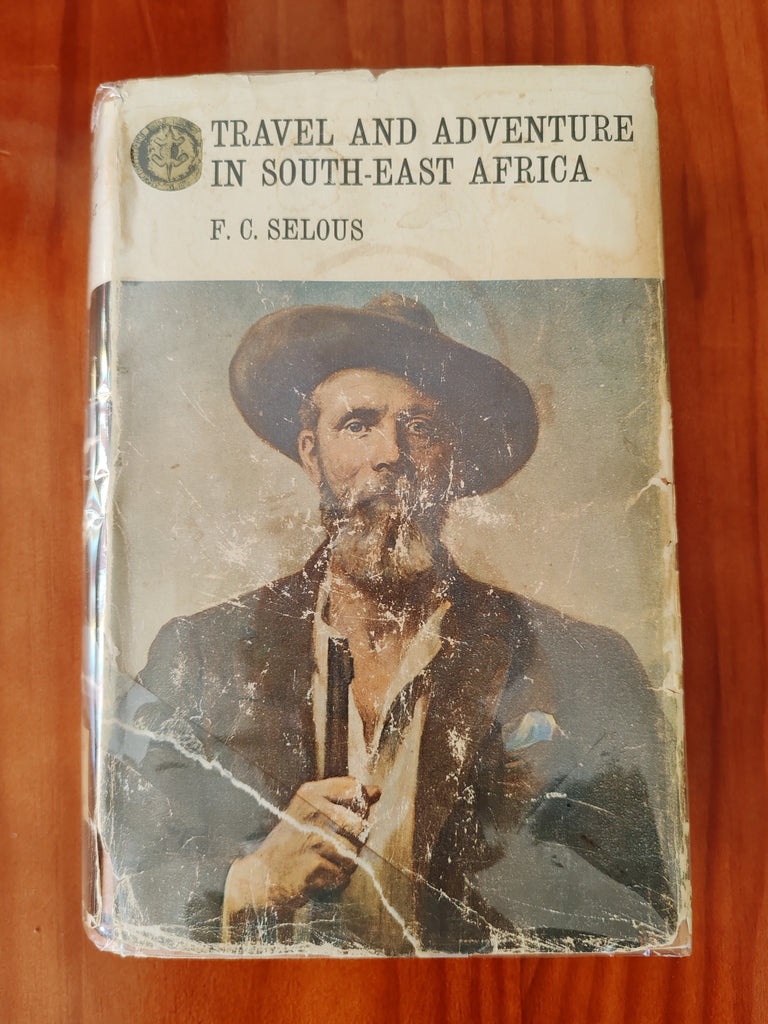 TRAVEL AND ADVENTURE
IN SOUTH-EAST AFRICA
F. C. SELOUS